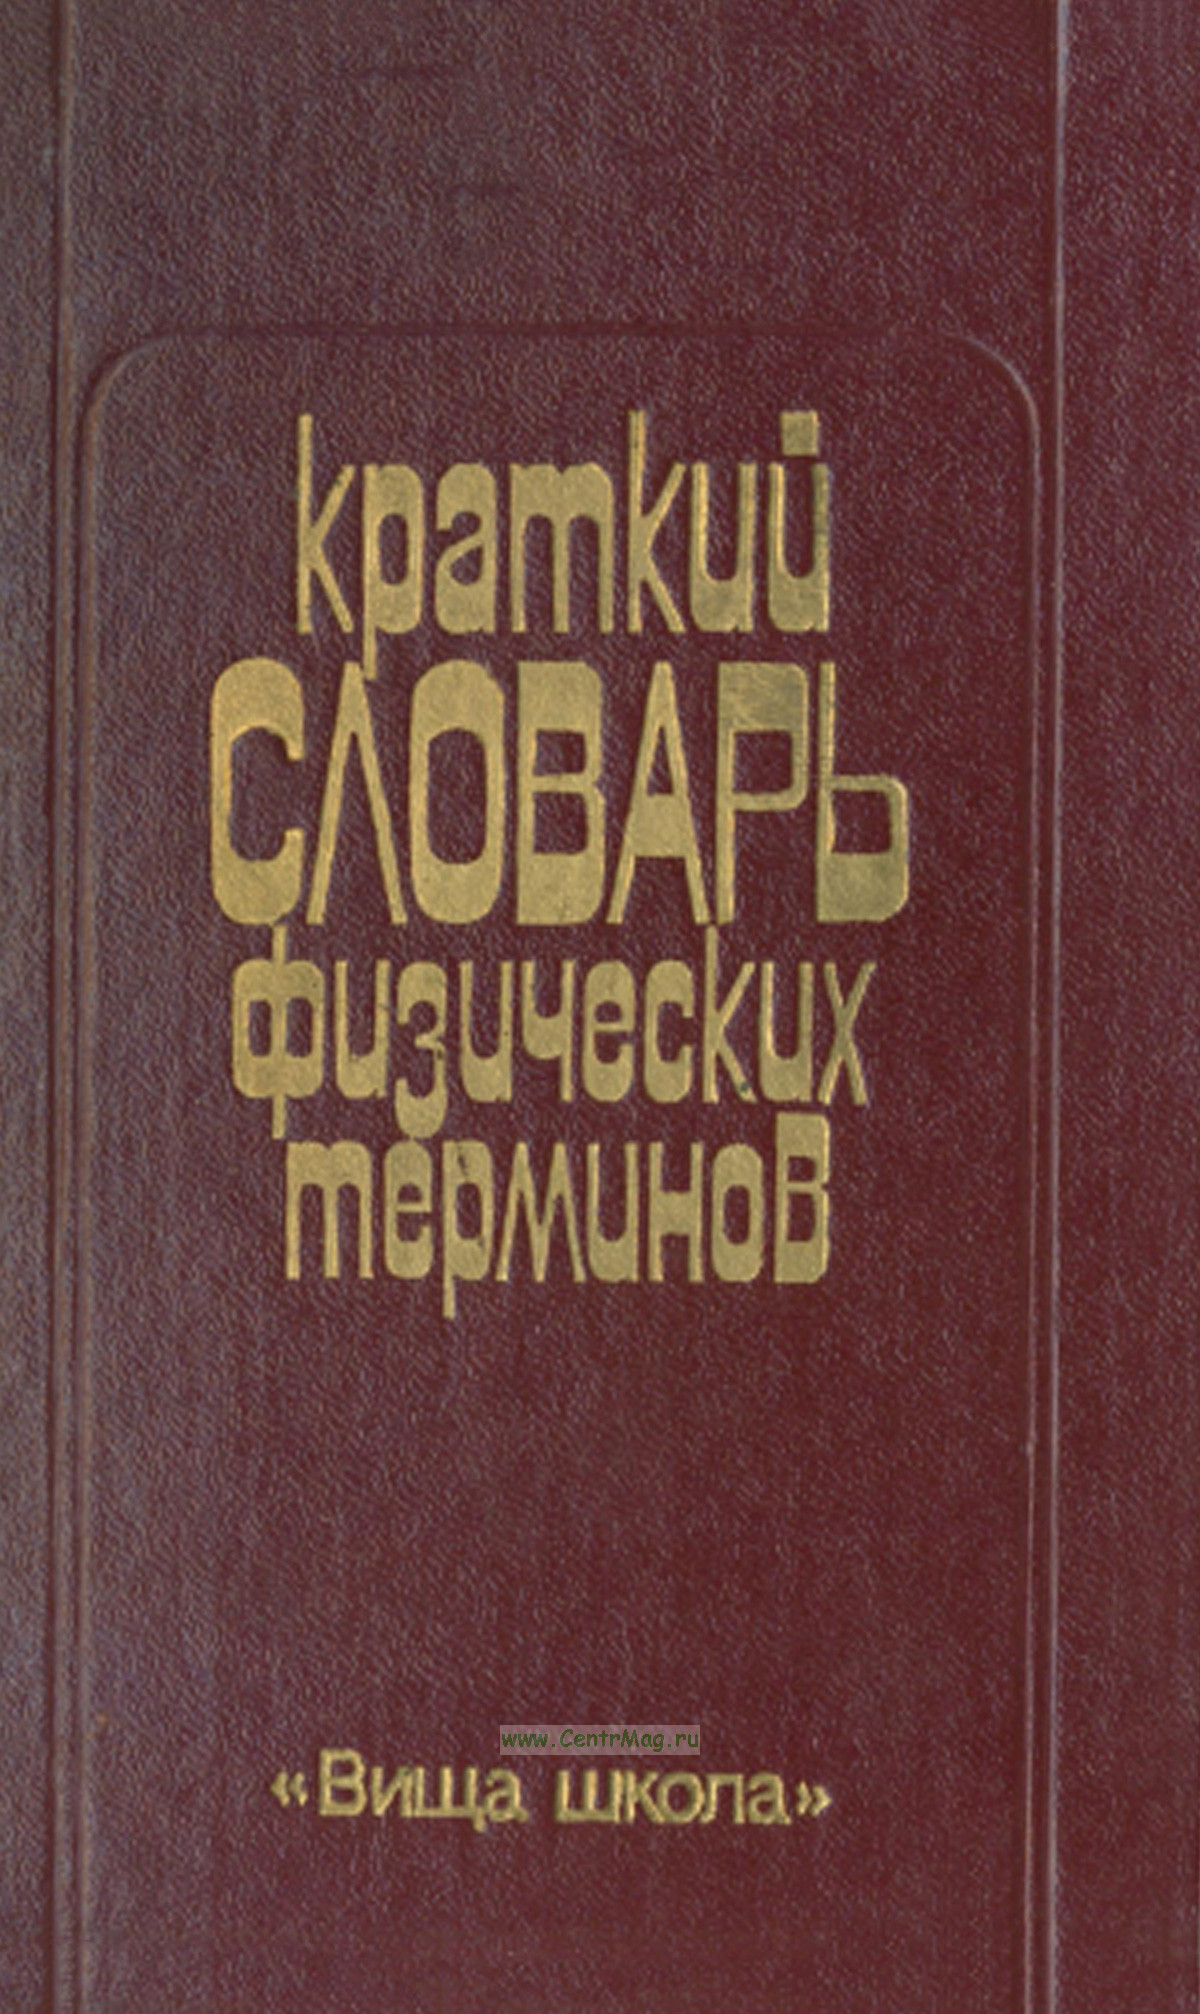 краткий
СЛОВАРЬ
физических
терминов
www.CentrMag.ru
«Вища школа»